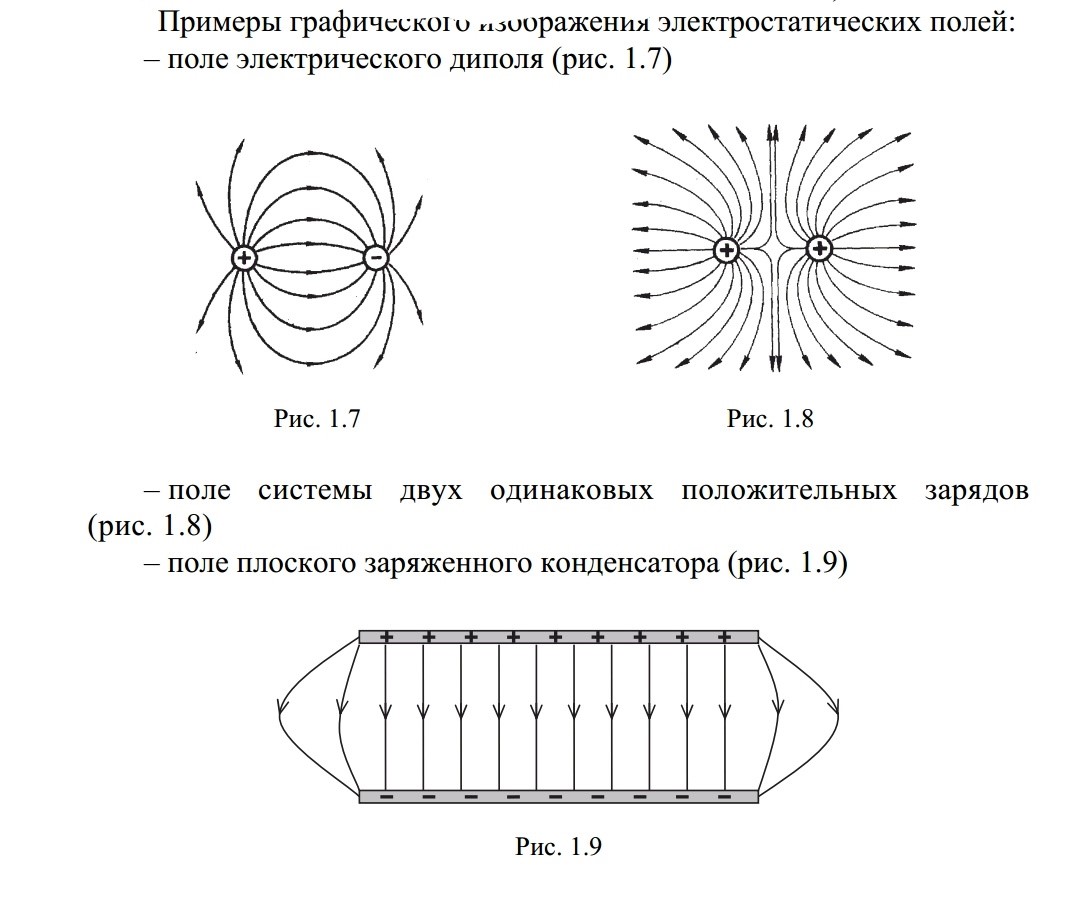 Примеры графического изображения электростатических полей:
– поле электрического диполя (рис. 1.7)
+ -
+ +
Рис. 1.7
Рис. 1.8
– поле системы двух одинаковых положительных зарядов
(рис. 1.8)
– поле плоского заряженного конденсатора (рис. 1.9)
+ + + + + + + + +
- - - - - - - - -
Рис. 1.9